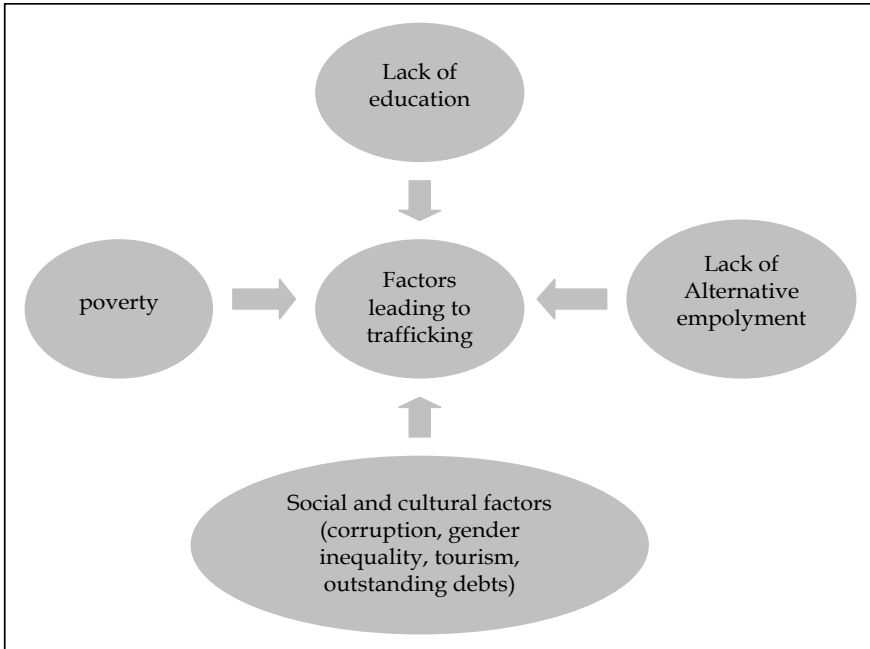 Lack of
education
poverty
Factors
leading to
trafficking
Lack of
Alternative
empolyment
Social and cultural factors
(corruption, gender
inequality, tourism,
outstanding debts)